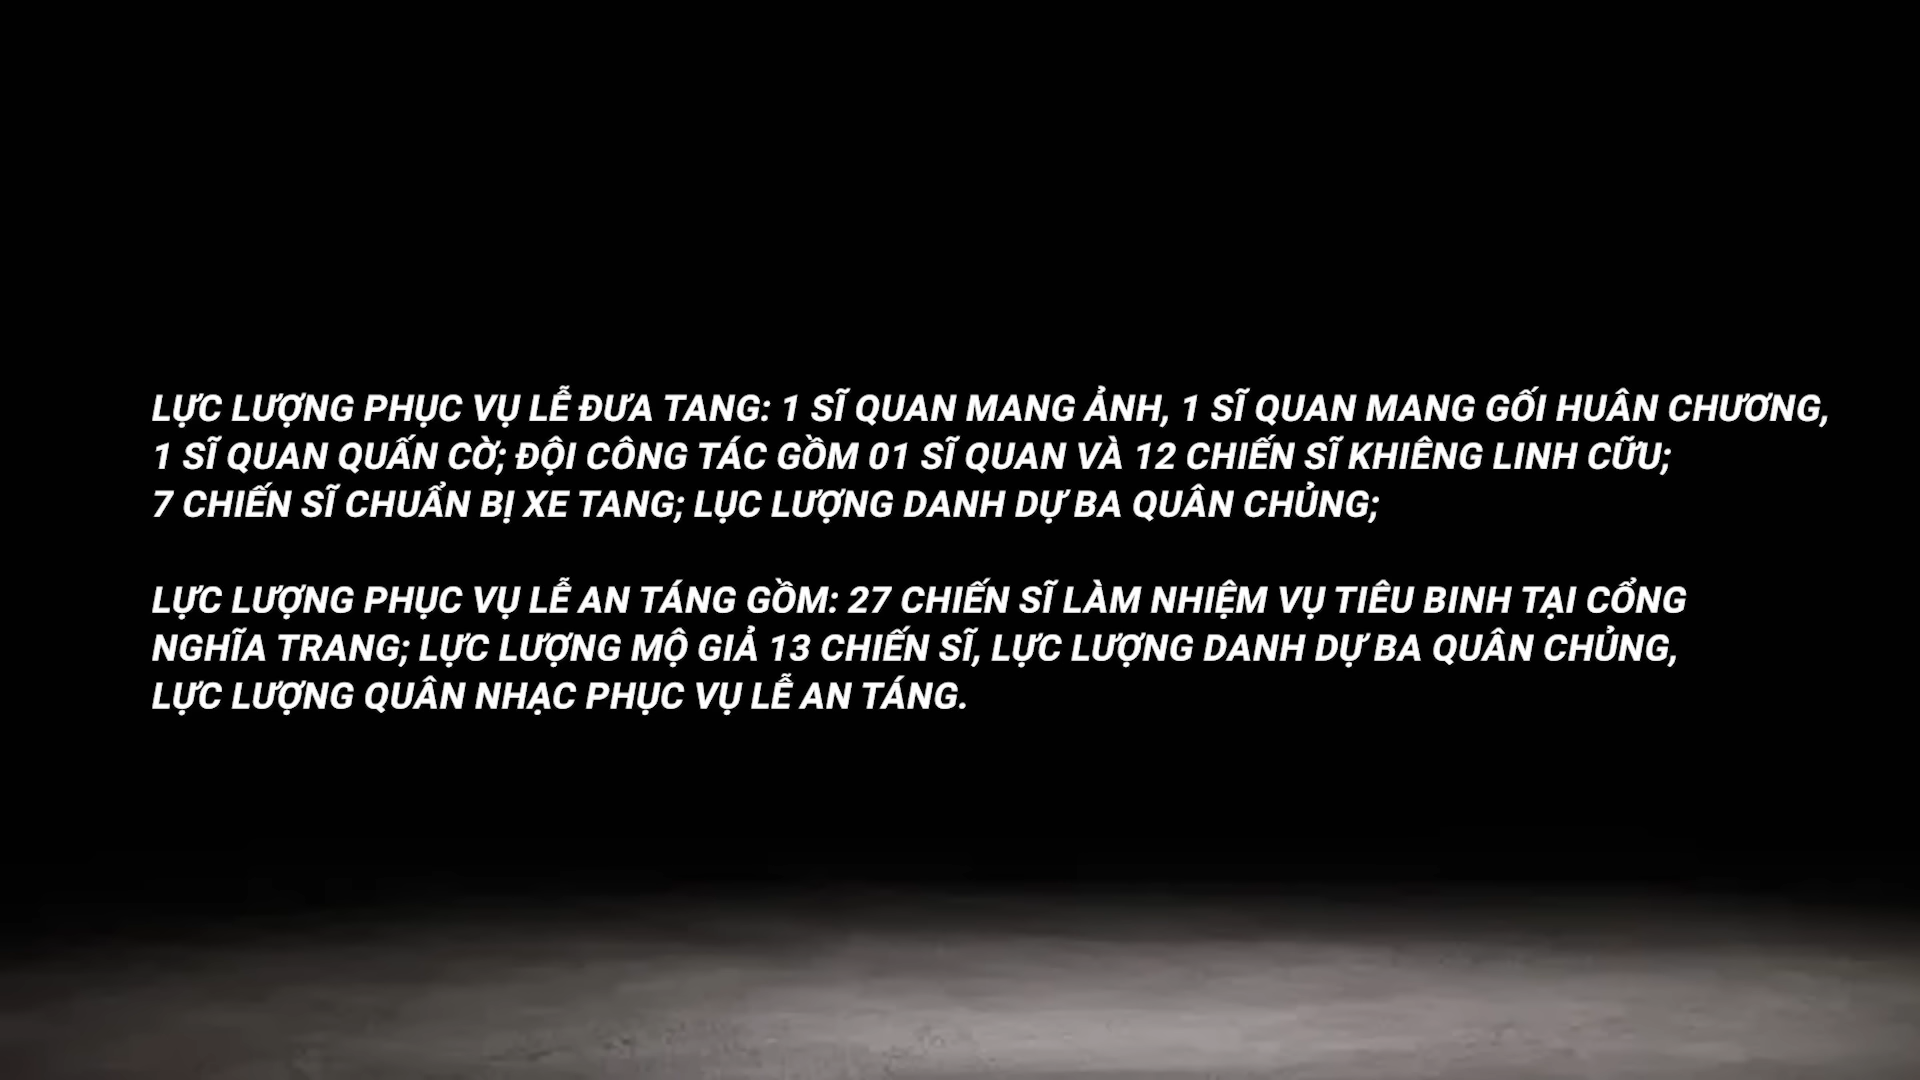 LỰC LƯỢNG PHỤC VỤ LỄ ĐƯA TANG: 1 SĨ QUAN MANG ẢNH, 1 SĨ QUAN MANG GỐI HUÂN CHƯƠNG,
1 SĨ QUAN QUẤN CỜ; ĐỘI CÔNG TÁC GỒM 01 SĨ QUAN VÀ 12 CHIẾN SĨ KHIÊNG LINH CỮU;
7 CHIẾN SĨ CHUẨN BỊ XE TANG; LỤC LƯỢNG DANH DỰ BA QUÂN CHỦNG;
LỰC LƯỢNG PHỤC VỤ LỄ AN TÁNG GỒM: 27 CHIẾN SĨ LÀM NHIỆM VỤ TIÊU BINH TẠI CỔNG
NGHĨA TRANG; LỰC LƯỢNG MỘ GIẢ 13 CHIẾN SĨ, LỰC LƯỢNG DANH DỰ BA QUÂN CHỦNG,
LỰC LƯỢNG QUÂN NHẠC PHỤC VỤ LỄ AN TÁNG.